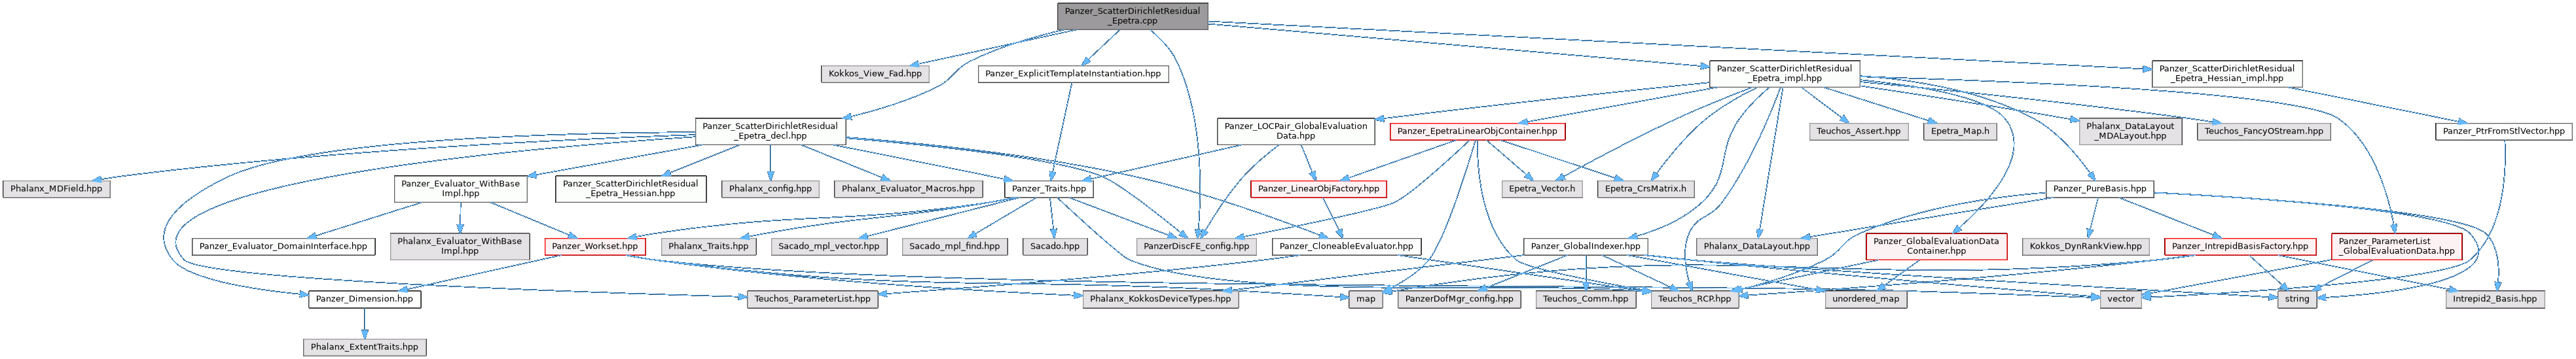 Panzer_ScatterDirichletResidual
_Epetra.cpp
Kokkos_View_Fad.hpp
Panzer_ExplicitTemplateInstantiation.hpp
Panzer_ScatterDirichletResidual
_Epetra_impl.hpp
Panzer_ScatterDirichletResidual
_Epetra_Hessian_impl.hpp
Panzer_ScatterDirichletResidual
_Epetra_decl.hpp
Panzer_LOCPair_GlobalEvaluation
Data.hpp
Panzer_EpetraLinearObjContainer.hpp
Teuchos_Assert.hpp
Epetra_Map.h
Phalanx_DataLayout
_MDALayout.hpp
Teuchos_FancyOStream.hpp
Panzer_PtrFromStlVector.hpp
Phalanx_MDField.hpp
Panzer_Evaluator_WithBase
Impl.hpp
Panzer_ScatterDirichletResidual
_Epetra_Hessian.hpp
Phalanx_config.hpp
Phalanx_Evaluator_Macros.hpp
Panzer_Traits.hpp
Panzer_LinearObjFactory.hpp
Epetra_Vector.h
Epetra_CrsMatrix.h
Panzer_PureBasis.hpp
Panzer_Evaluator_DomainInterface.hpp
Phalanx_Evaluator_WithBase
Impl.hpp
Panzer_Workset.hpp
Phalanx_Traits.hpp
Sacado_mpl_vector.hpp
Sacado_mpl_find.hpp
Sacado.hpp
PanzerDiscFE_config.hpp
Panzer_CloneableEvaluator.hpp
Panzer_GlobalIndexer.hpp
Phalanx_DataLayout.hpp
Panzer_GlobalEvaluationData
Container.hpp
Kokkos_DynRankView.hpp
Panzer_IntrepidBasisFactory.hpp
Panzer_ParameterList
_GlobalEvaluationData.hpp
Panzer_Dimension.hpp
Teuchos_ParameterList.hpp
Phalanx_KokkosDeviceTypes.hpp
map
PanzerDofMgr_config.hpp
Teuchos_Comm.hpp
Teuchos_RCP.hpp
unordered_map
vector
string
Intrepid2_Basis.hpp
Phalanx_ExtentTraits.hpp